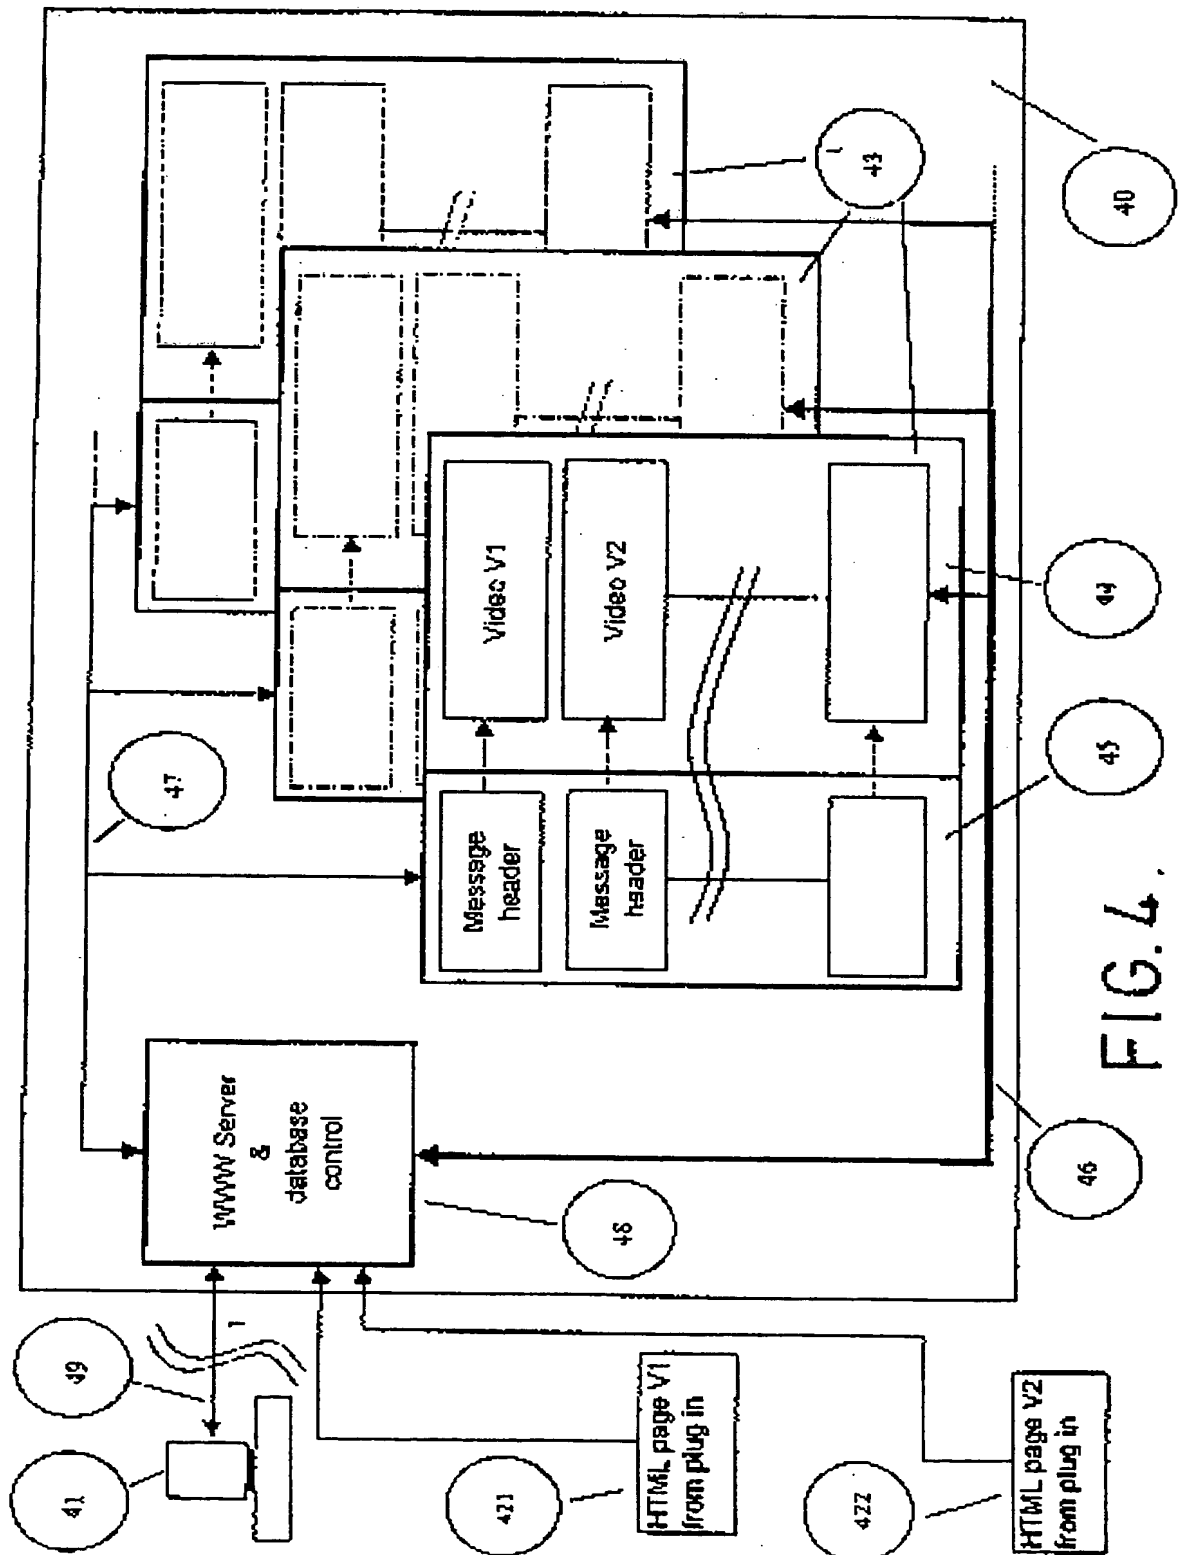 41
49
421
HTML page V1
from plug in
422
HTML page V2
from plug in
WWW Server
&
database
control
48
46
47
Message
header
Message
header
45
Video V1
Video V2
44
43
40
FIG. 4.